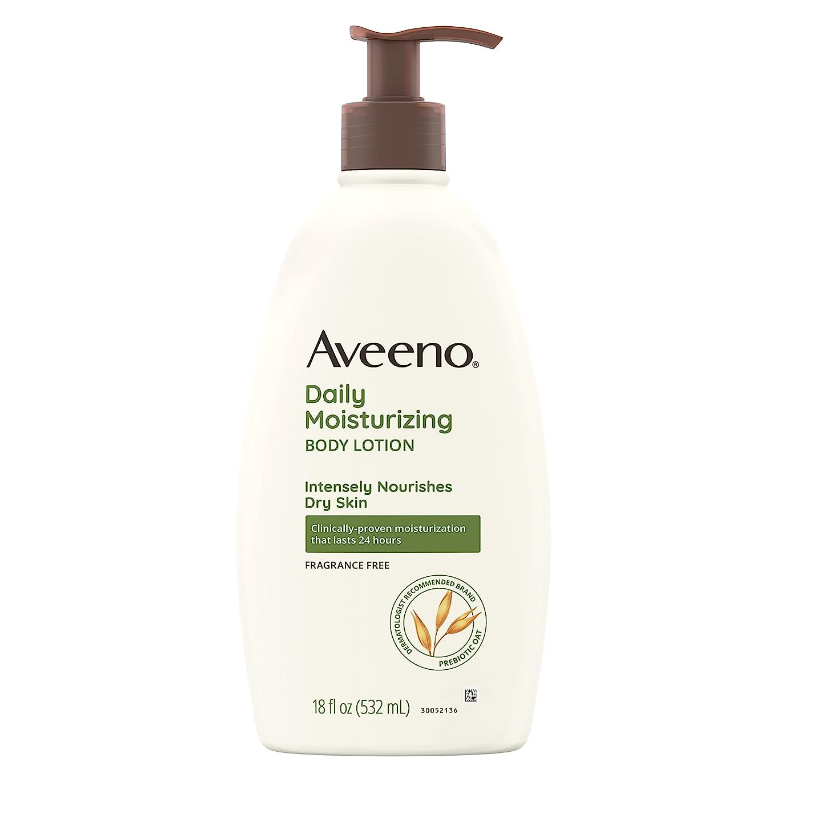 Aveeno®
Daily
Moisturizing
BODY LOTION
Intensely Nourishes
Dry Skin
Clinically-proven moisturization
that lasts 24 hours
FRAGRANCE FREE
DERMATOLOGIST RECOMMENDED BRAND
PREBIOTIC OAT
18 fl oz (532 mL)
30052136